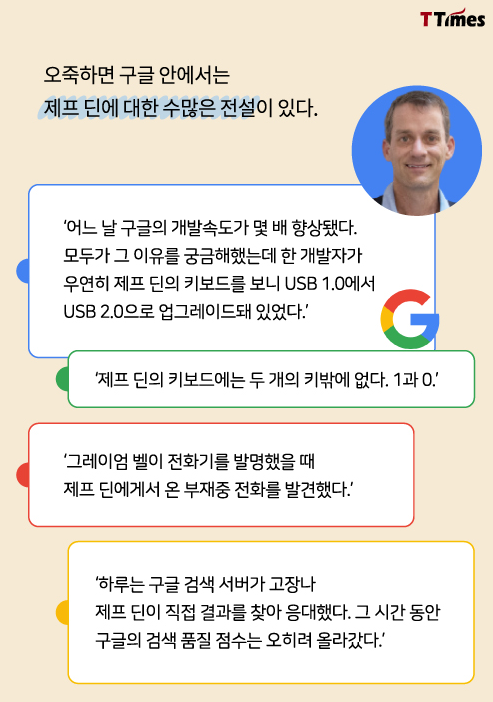 TTimes
오죽하면 구글 안에서는
제프 딘에 대한 수많은 전설이 있다.
‘어느 날 구글의 개발속도가 몇 배 향상됐다.
모두가 그 이유를 궁금해했는데 한 개발자가
우연히 제프 딘의 키보드를 보니 USB 1.0에서
USB 2.0으로 업그레이드돼 있었다.’
‘제프 딘의 키보드에는 두 개의 키밖에 없다. 1과 0.’
‘그레이엄 벨이 전화기를 발명했을 때
제프 딘에게서 온 부재중 전화를 발견했다.’
‘하루는 구글 검색 서버가 고장나
제프 딘이 직접 결과를 찾아 응대했다. 그 시간 동안
구글의 검색 품질 점수는 오히려 올라갔다.’